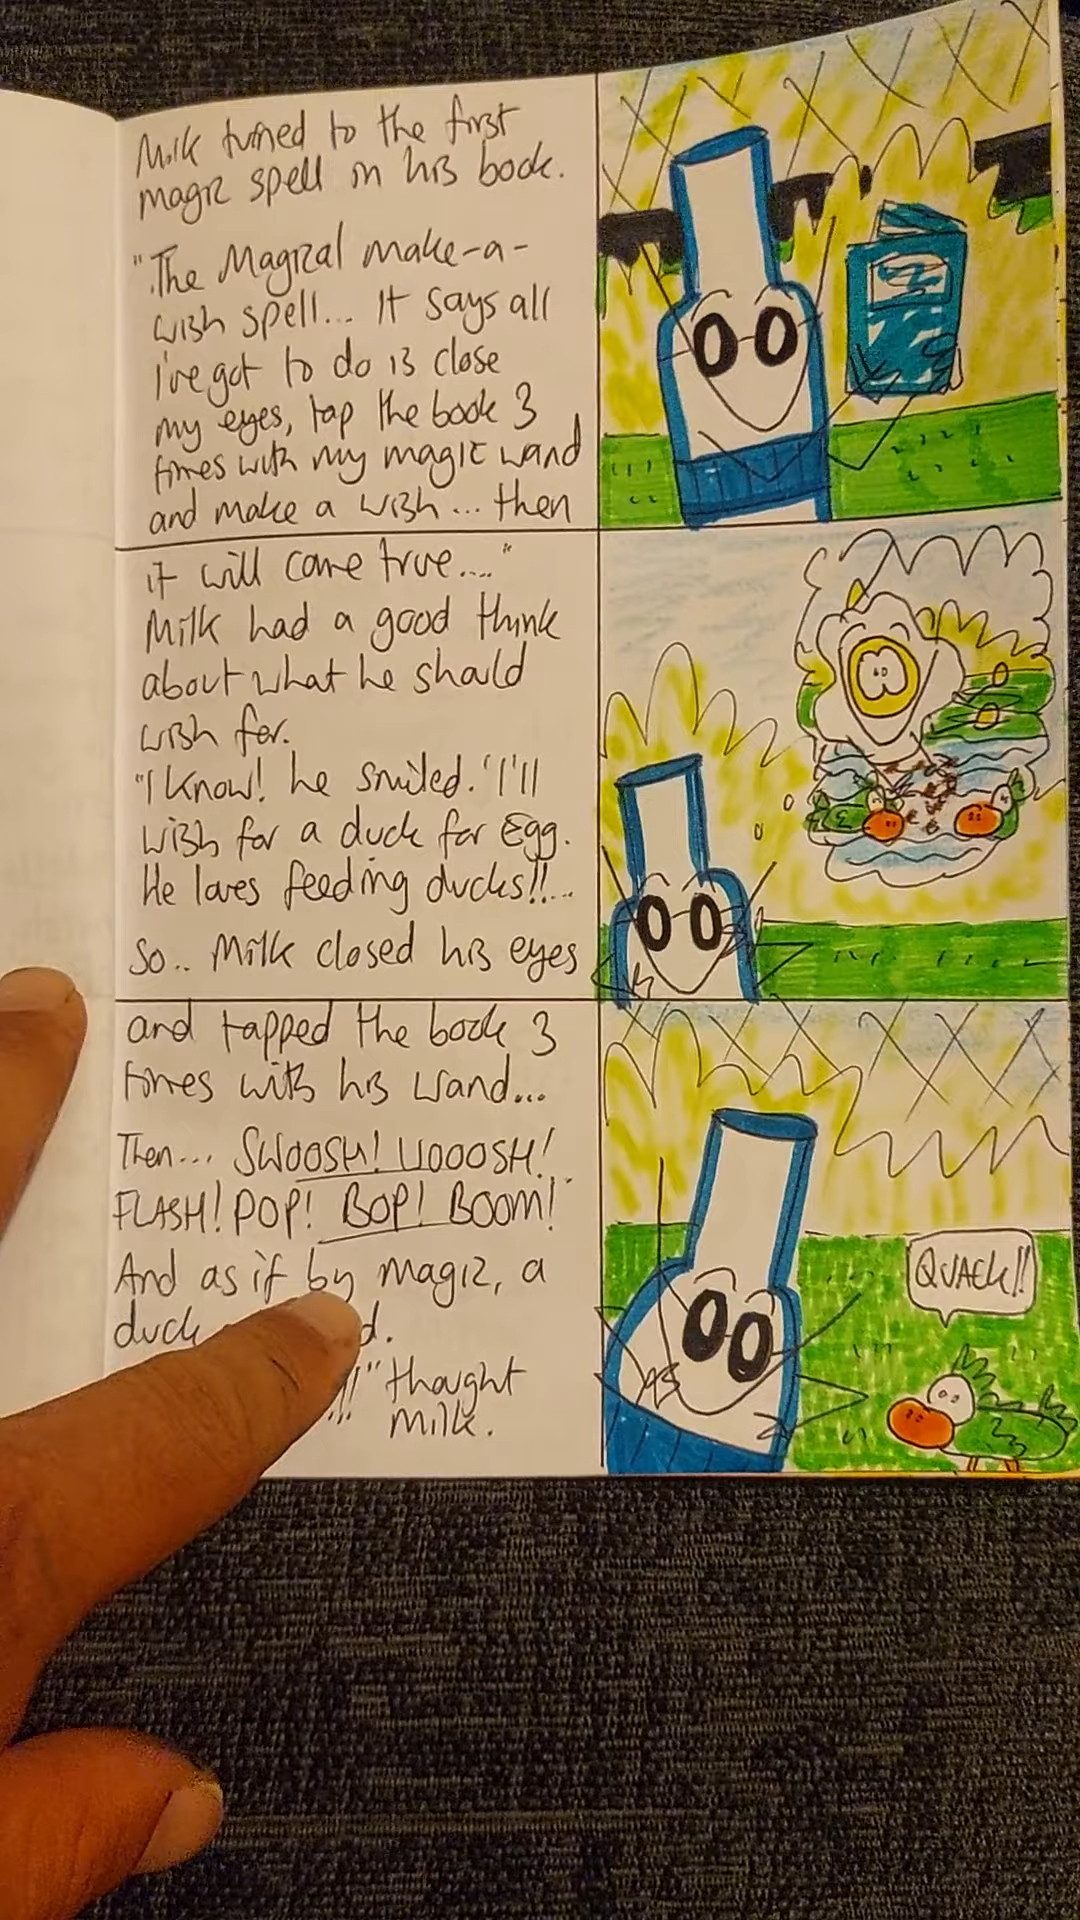 Milk turned to the first
magic spell in his book.
"The Magical make-a-
wish spell... It says all
I've got to do is close
my eyes, tap the book 3
times with my magic wand
and make a wish... then
it will come true...."
Milk had a good think
about what he should
wish for.
"I know! he smiled. 'I'll
wish for a duck for Egg.
He loves feeding ducks!!...
So.. Milk closed his eyes
and tapped the book 3
times with his wand...
Then... SWOOSH! VOOOSH!
FLASH! POP! BOP! BOOM!
And as if by magic, a
duck
!!" thought
Milk.
QUACK!!